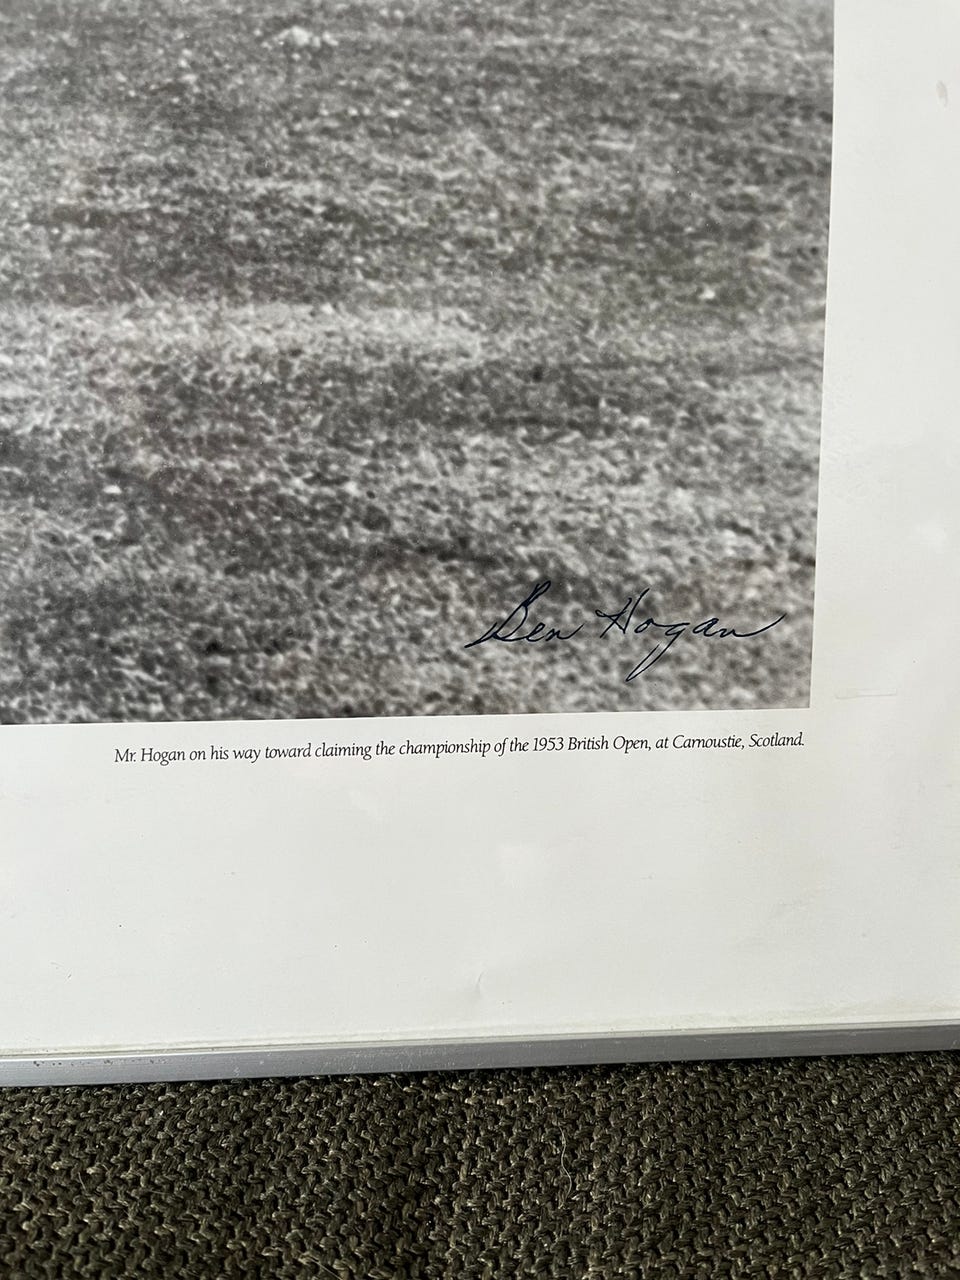 Ben Hogan
Mr. Hogan on his way toward claiming the championship of the 1953 British Open, at Carnoustie, Scotland.